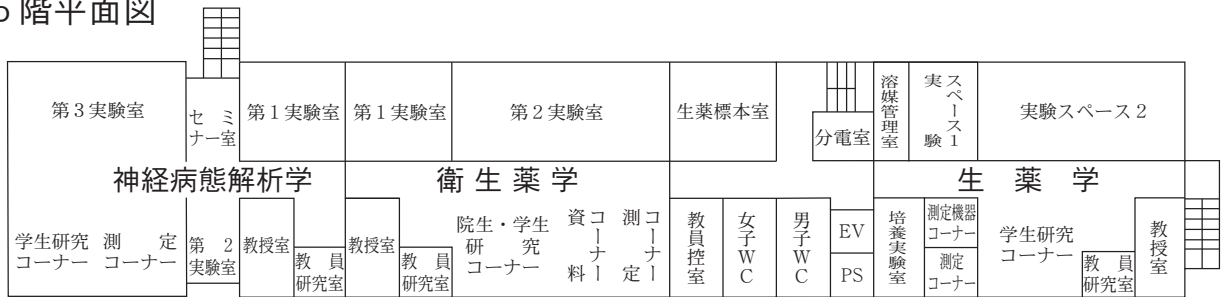 階平面図
第3実験室
セミ
ナー室
第1実験室
第1実験室
第2実験室
生薬標本室
分電室
溶媒管理室
実験
スペース1
実験スペース2
神経病態解析学
衛生薬学
生薬学
学生研究
コーナー
測定
コーナー
第2
実験室
教授室
教員
研究室
教授室
教員
研究室
院生・学生
研究
コーナー
資料
コーナー
測定
コーナー
教員控室
女子WC
男子WC
EV
PS
培養実験室
測定機器
コーナー
測定
コーナー
学生研究
コーナー
教員
研究室
教授室